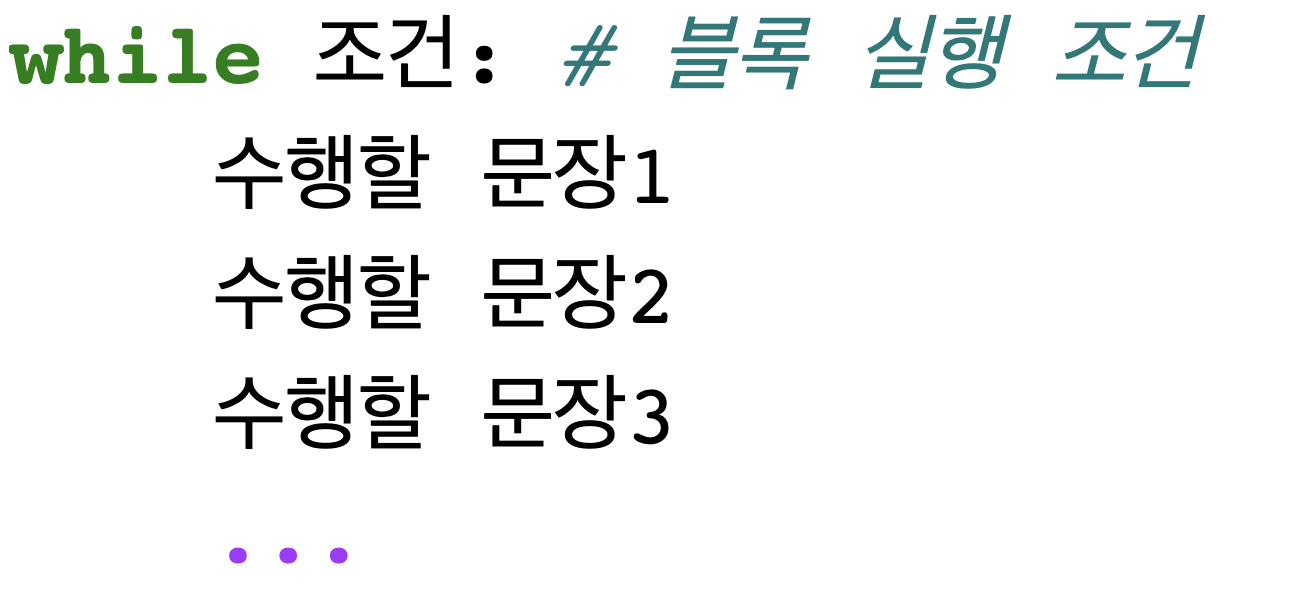 while 조건: # 블록 실행 조건
수행할 문장1
수행할 문장2
수행할 문장3
...